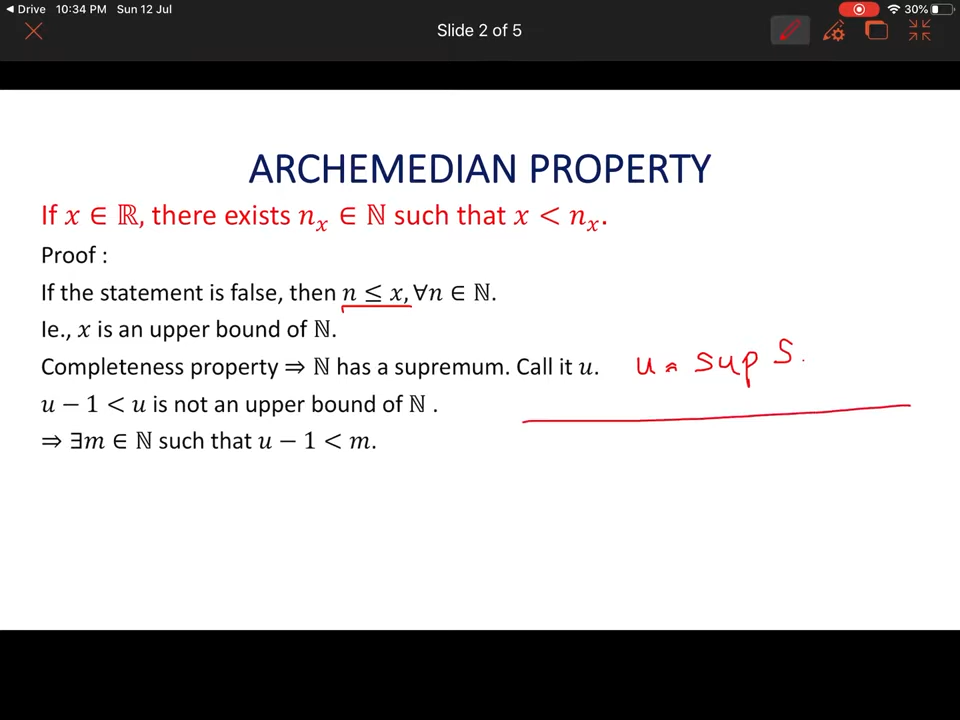 Drive 10:34 PM Sun 12 Jul 30%
Slide 2 of 5
ARCHEMEDIAN PROPERTY
If 𝑥 ∈ ℝ, there exists 𝑛ₓ ∈ ℕ such that 𝑥 < 𝑛ₓ.
Proof :
If the statement is false, then 𝑛 ≤ 𝑥, ∀𝑛 ∈ ℕ.
Ie., 𝑥 is an upper bound of ℕ.
Completeness property ⇒ ℕ has a supremum. Call it 𝑢. u = sup S.
𝑢 − 1 < 𝑢 is not an upper bound of ℕ .
⇒ ∃𝑚 ∈ ℕ such that 𝑢 − 1 < 𝑚.